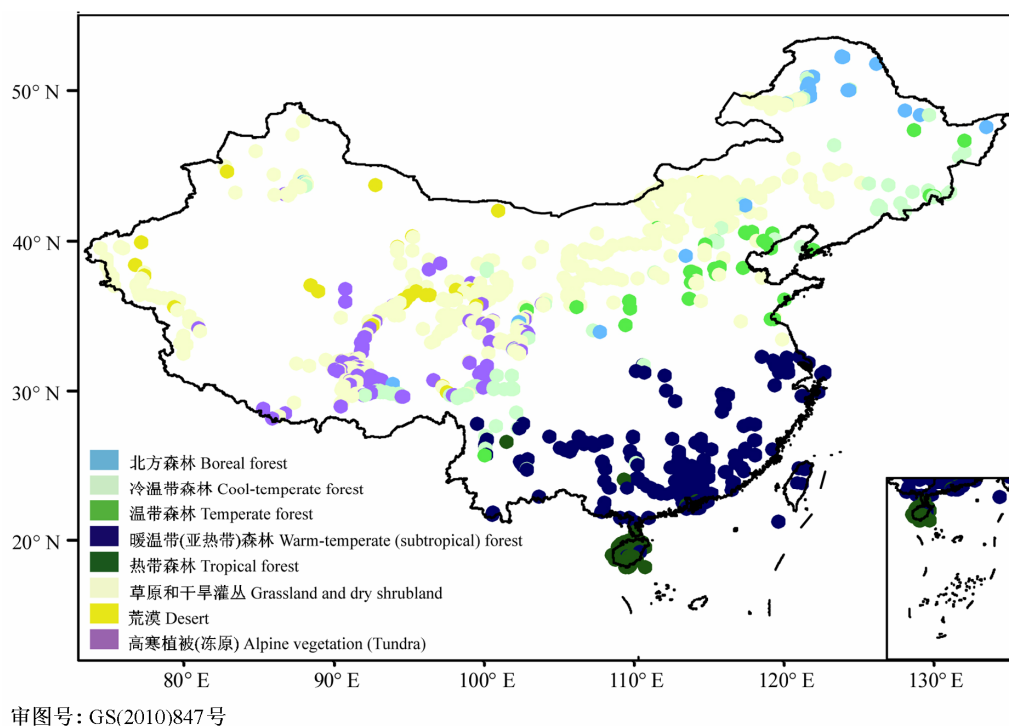 50° N
40° N
30° N
20° N
北方森林 Boreal forest
冷温带森林 Cool-temperate forest
温带森林 Temperate forest
暖温带(亚热带)森林 Warm-temperate (subtropical) forest
热带森林 Tropical forest
草原和干旱灌丛 Grassland and dry shrubland
荒漠 Desert
高寒植被(冻原) Alpine vegetation (Tundra)
80° E
90° E
100° E
110° E
120° E
130° E
审图号: GS(2010)847号